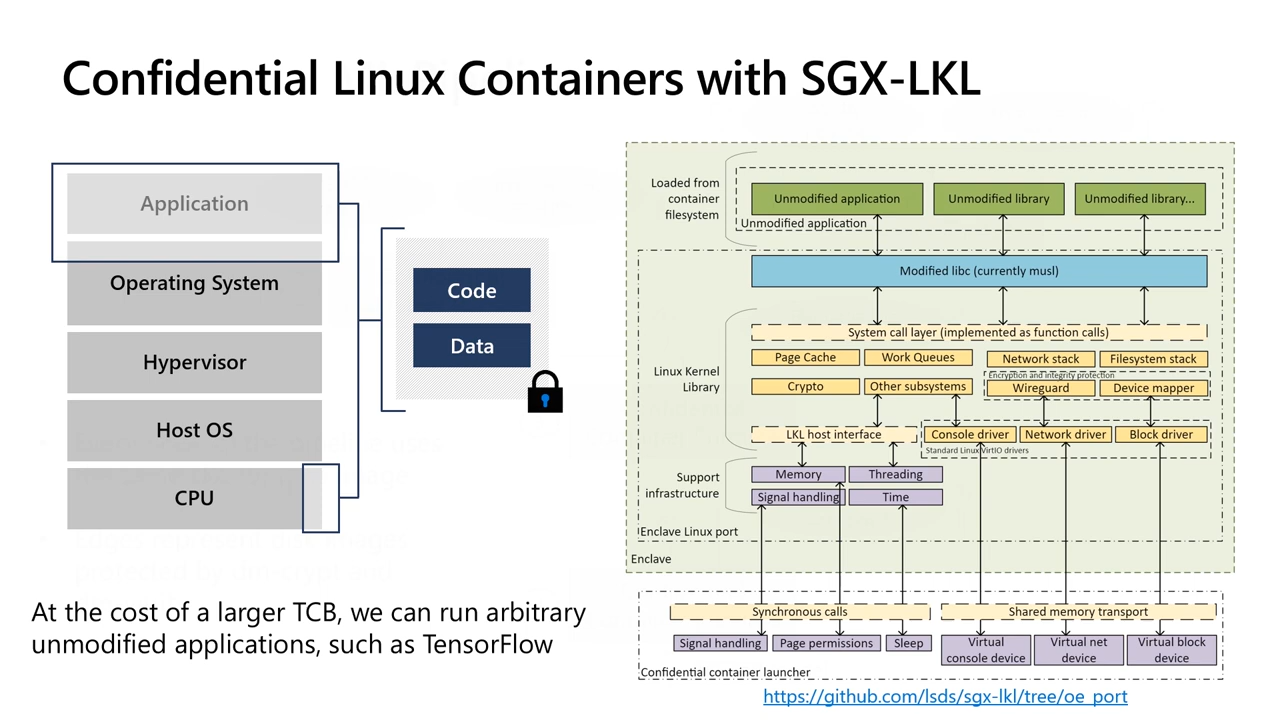 Confidential Linux Containers with SGX-LKL
Application
Operating System
Hypervisor
Host OS
CPU
Code
Data
At the cost of a larger TCB, we can run arbitrary
unmodified applications, such as TensorFlow
Loaded from
container
filesystem
Unmodified application
Unmodified library
Unmodified library...
Unmodified application
Modified libc (currently musl)
System call layer (implemented as function calls)
Page Cache
Work Queues
Network stack
Filesystem stack
Linux Kernel
Library
Encryption and integrity protection
Crypto
Other subsystems
Wireguard
Device mapper
LKL host interface
Console driver
Network driver
Block driver
Standard Linux VirtIO drivers
Support
infrastructure
Memory
Threading
Signal handling
Time
Enclave Linux port
Enclave
Synchronous calls
Shared memory transport
Signal handling
Page permissions
Sleep
Virtual
console device
Virtual net
device
Virtual block
device
Confidential container launcher
https://github.com/lsds/sgx-lkl/tree/oe_port